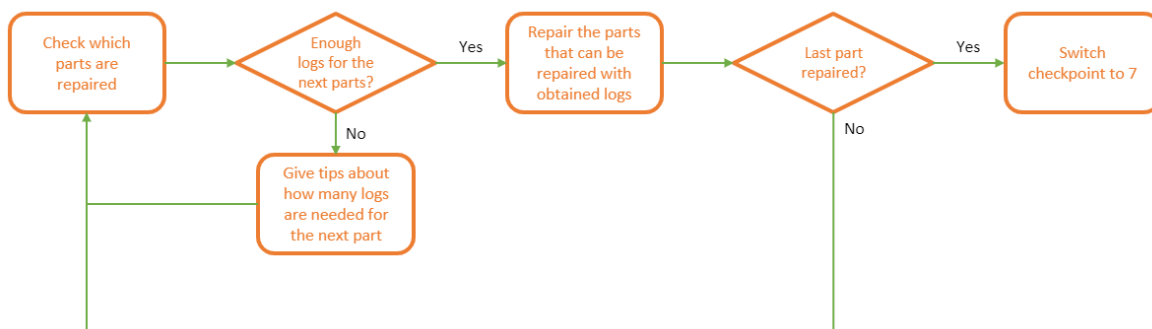 Check which
parts are
repaired
Enough
logs for the
next parts?
Yes
Repair the parts
that can be
repaired with
obtained logs
Last part
repaired?
Yes
Switch
checkpoint to 7
No
No
Give tips about
how many logs
are needed for
the next part